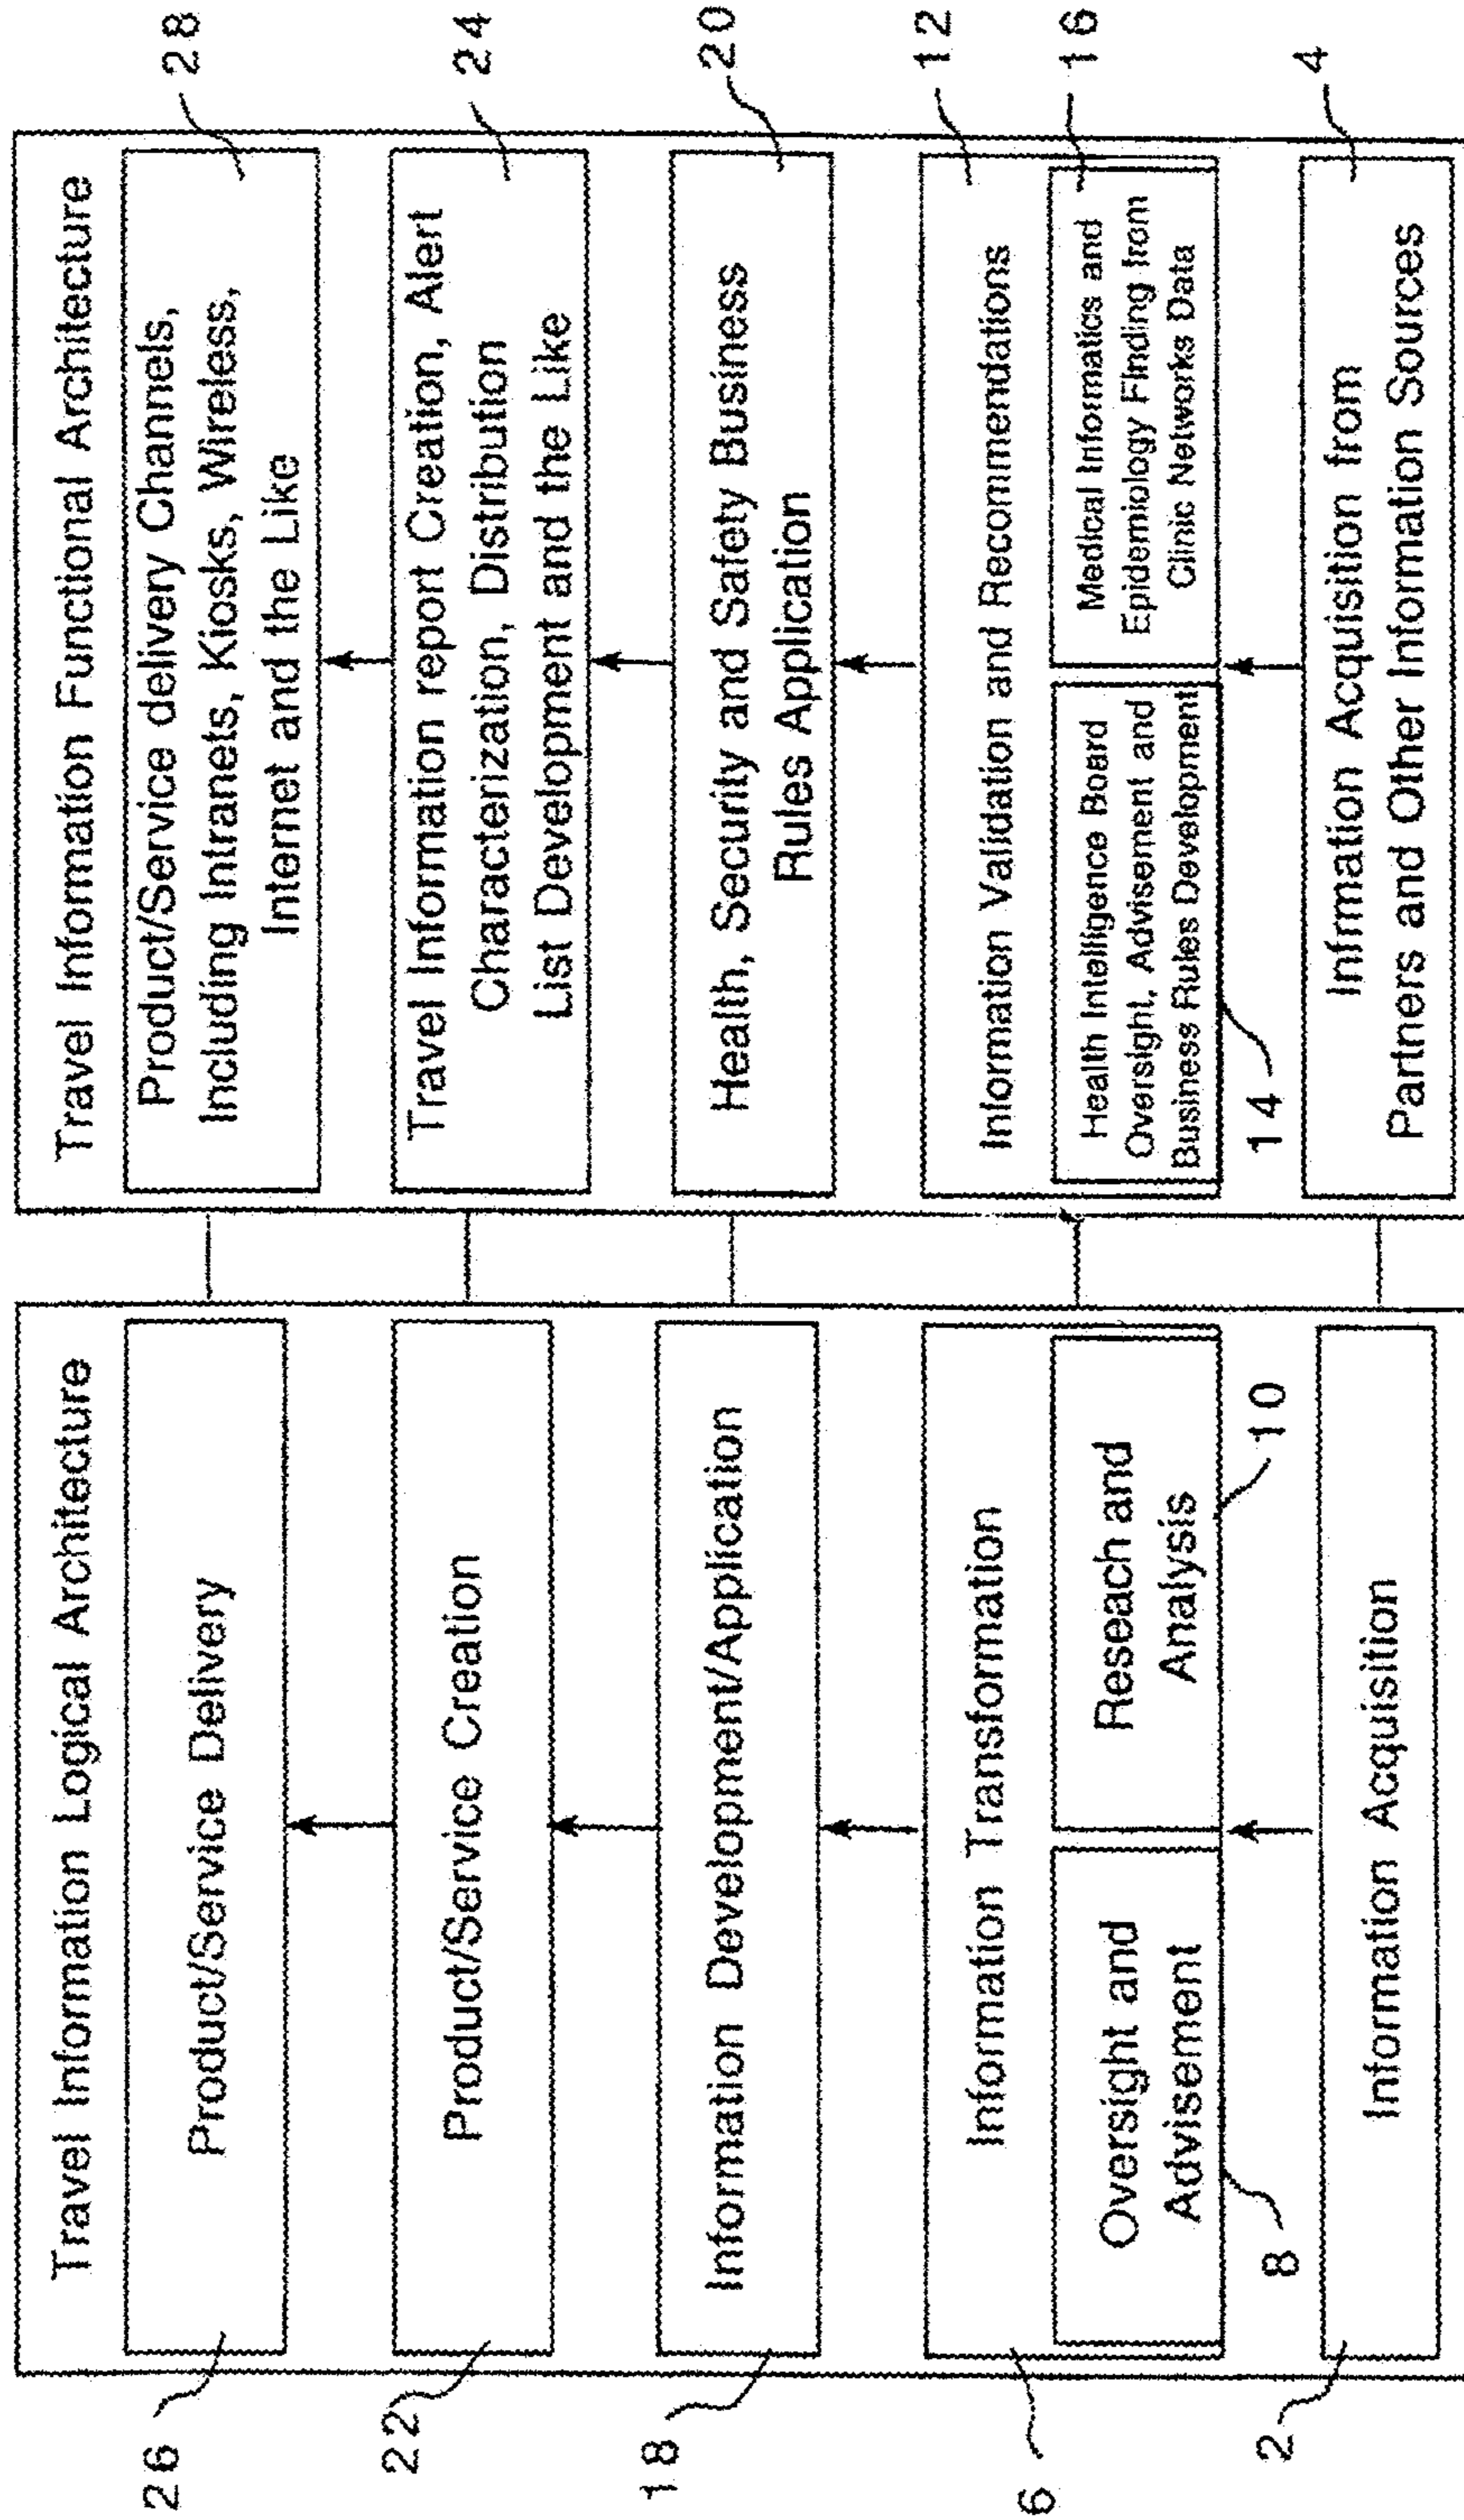 Travel Information Logical Architecture
Product/Service Delivery
26
Product/Service Creation
22
Information Development/Application
18
Information Transformation
6
Oversight and
Advisement
8
Reseach and
Analysis
10
Information Acquisition
2
Travel Information Functional Architecture
Product/Service delivery Channels,
Including Intranets, Kiosks, Wireless,
Internet and the Like
28
Travel Information report Creation, Alert
Characterization, Distribution
List Development and the Like
24
Health, Security and Safety Business
Rules Application
20
Information Validation and Recommendations
12
Health Intelligence Board
Oversight, Advisement and
Business Rules Development
14
Medical Informatics and
Epidemiology Finding from
Clinic Networks Data
16
Infrmation Acquisition from
Partners and Other Information Sources
4